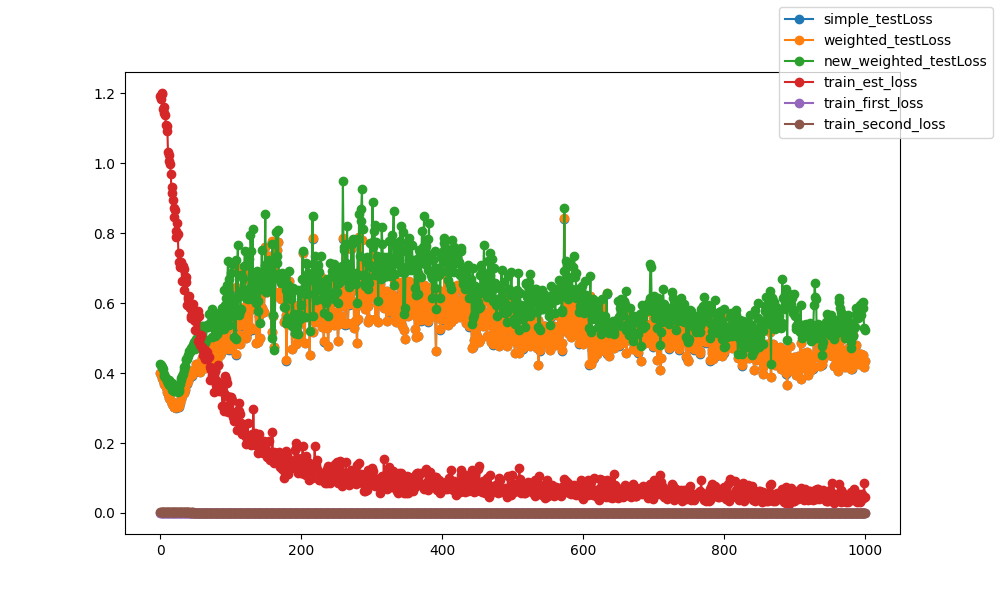 simple_testLoss
weighted_testLoss
new_weighted_testLoss
train_est_loss
train_first_loss
train_second_loss
1.2
1.0
0.8
0.6
0.4
0.2
0.0
0 200 400 600 800 1000